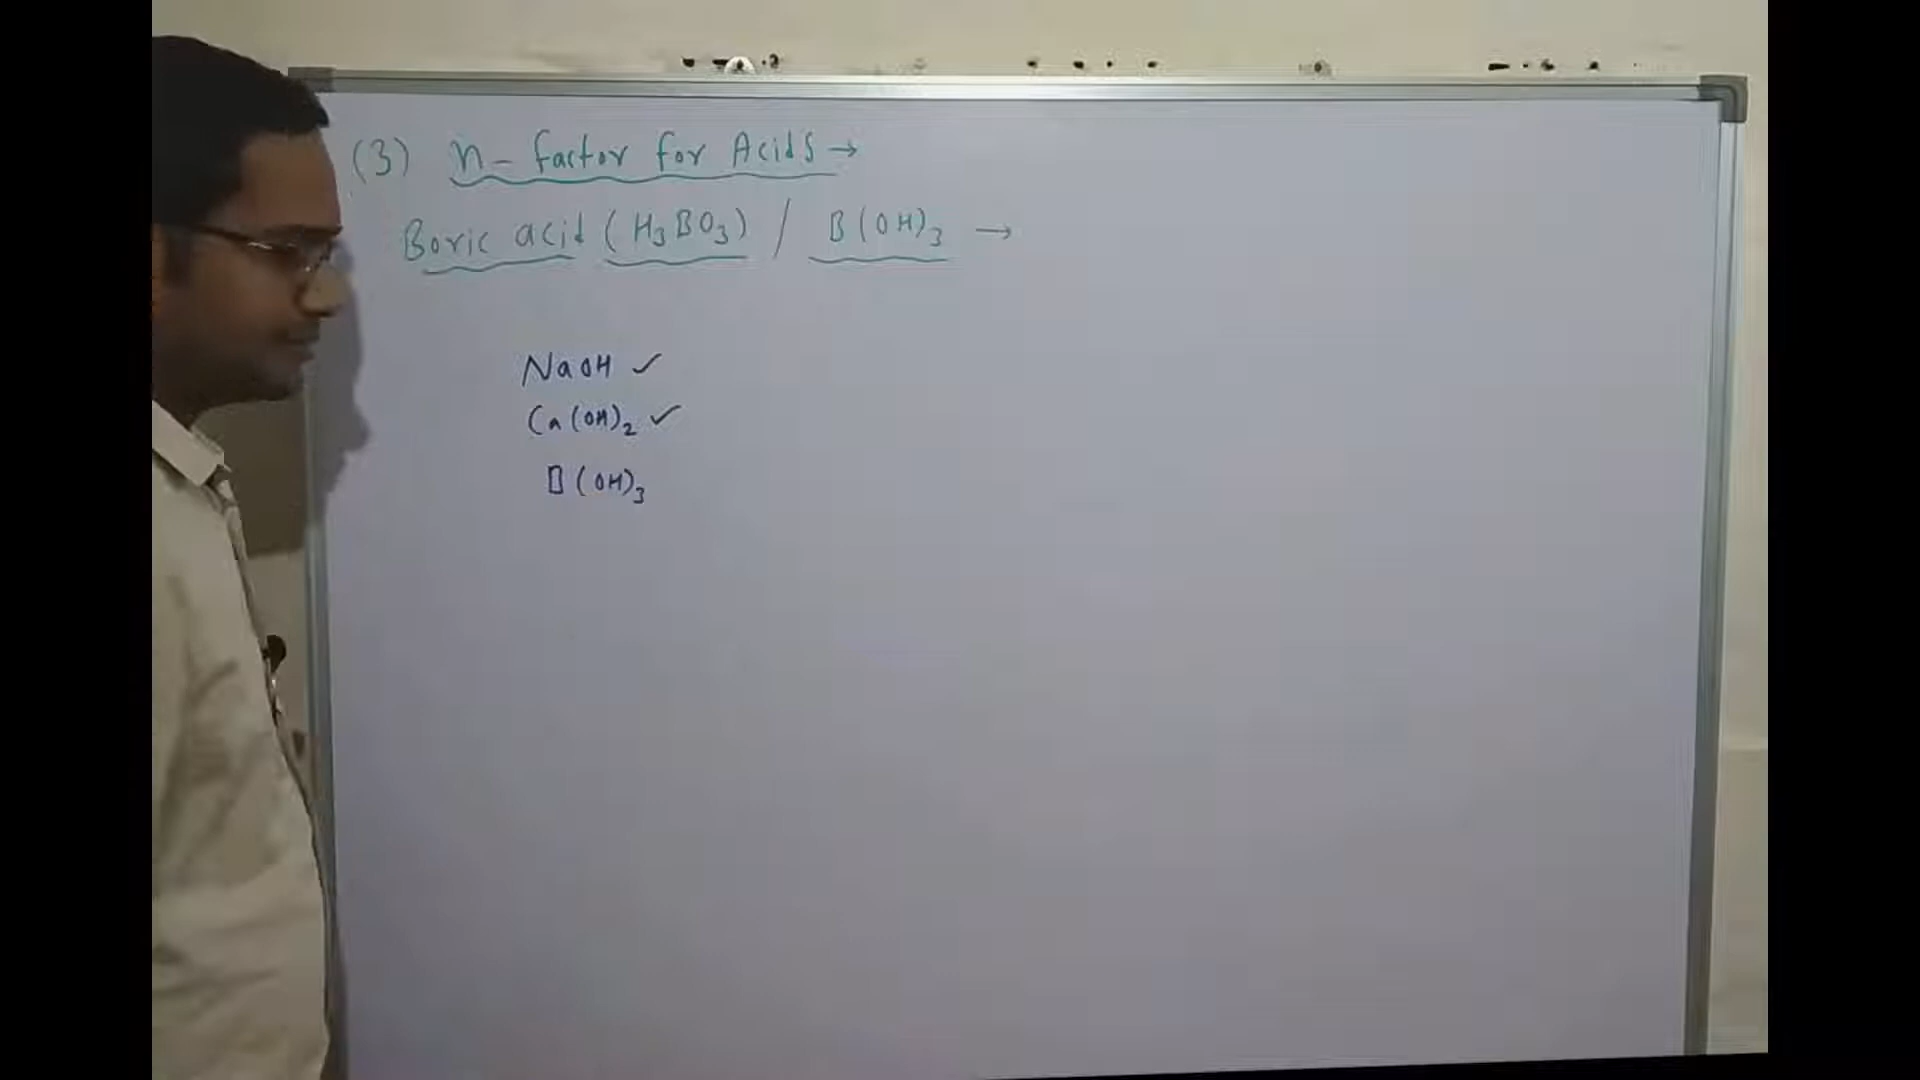 (3) n- factor for Acids →
Boric acid (H₃BO₃) / B(OH)₃ →
NaOH ✓
Ca(OH)₂ ✓
B(OH)₃